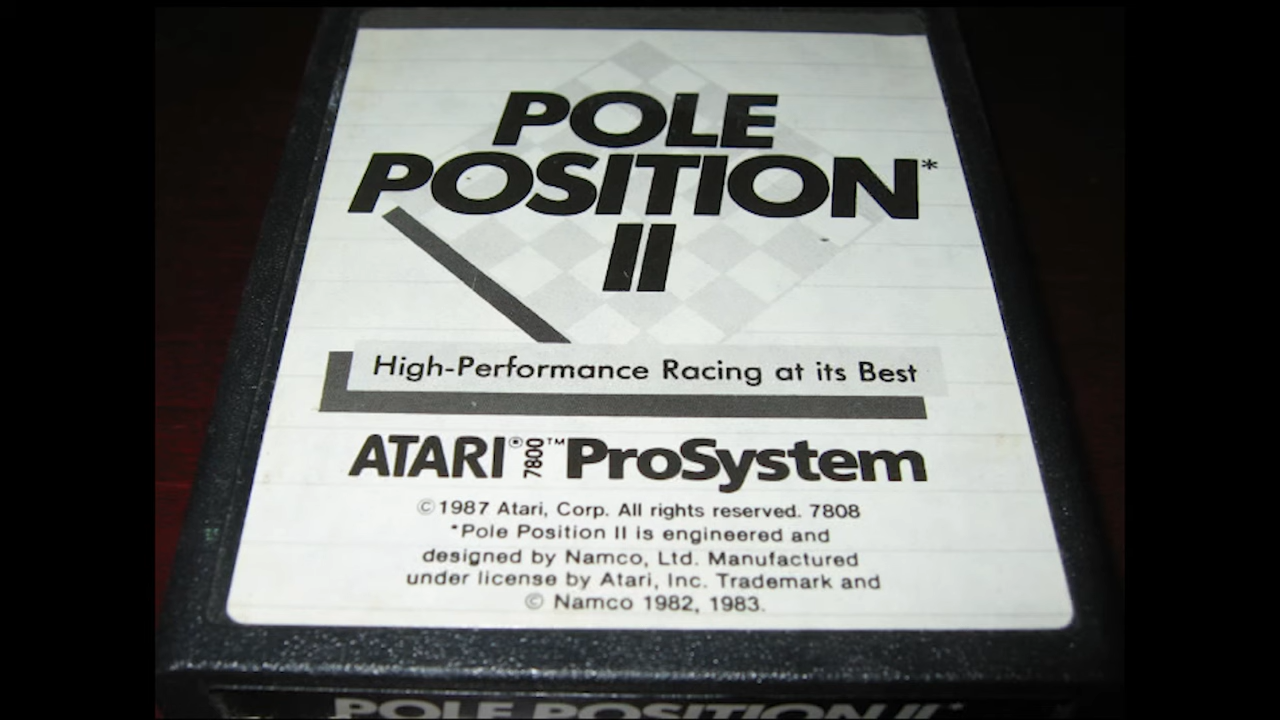 POLE
POSITION*
II
High-Performance Racing at its Best
ATARI® 7800™ ProSystem
©1987 Atari, Corp. All rights reserved. 7808
*Pole Position II is engineered and
designed by Namco, Ltd. Manufactured
under license by Atari, Inc. Trademark and
© Namco 1982, 1983.
POLE POSITION II*